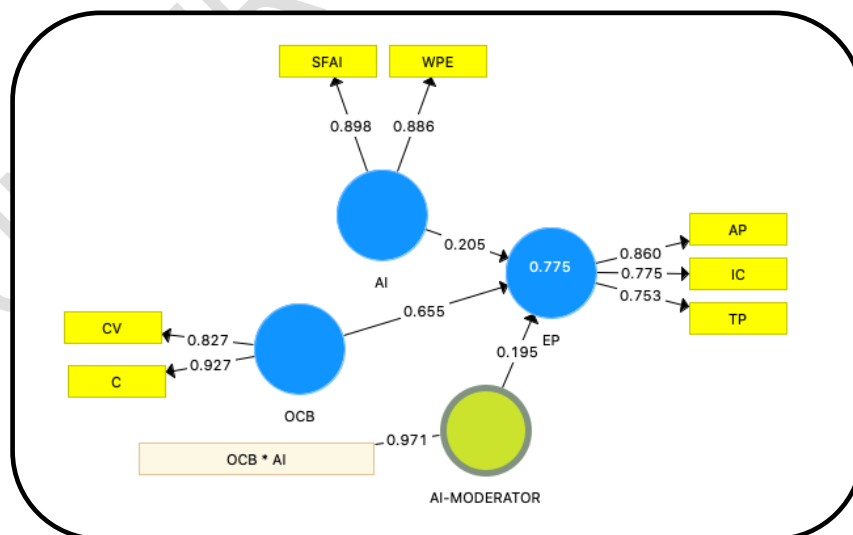 SFAI WPE
0.898 0.886
AI
0.205
AP
0.860
0.775
0.775 IC
0.753
TP
EP
0.655
CV
0.827
C
0.927
OCB
0.195
0.971
OCB * AI
AI-MODERATOR